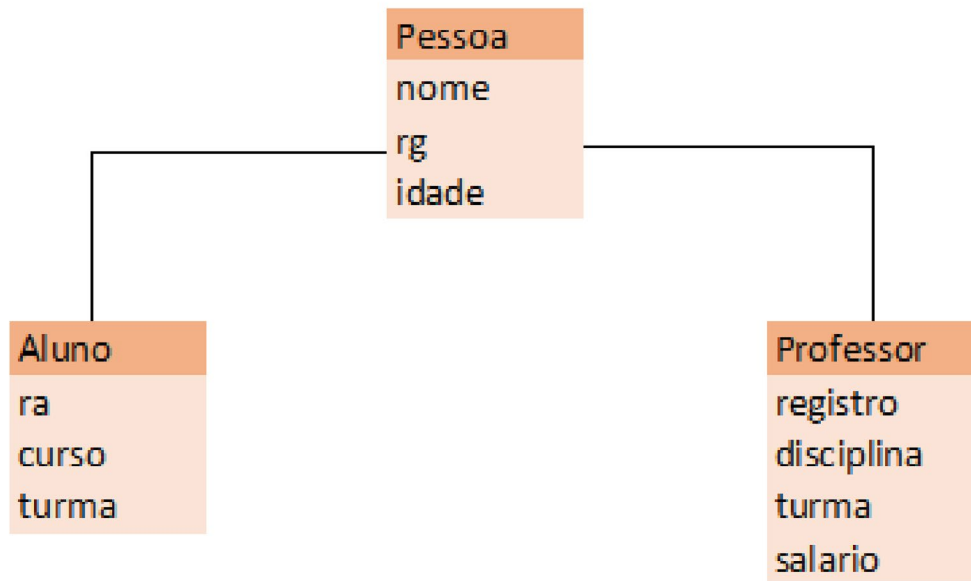 Pessoa
nome
rg
idade
Aluno
ra
curso
turma
Professor
registro
disciplina
turma
salario